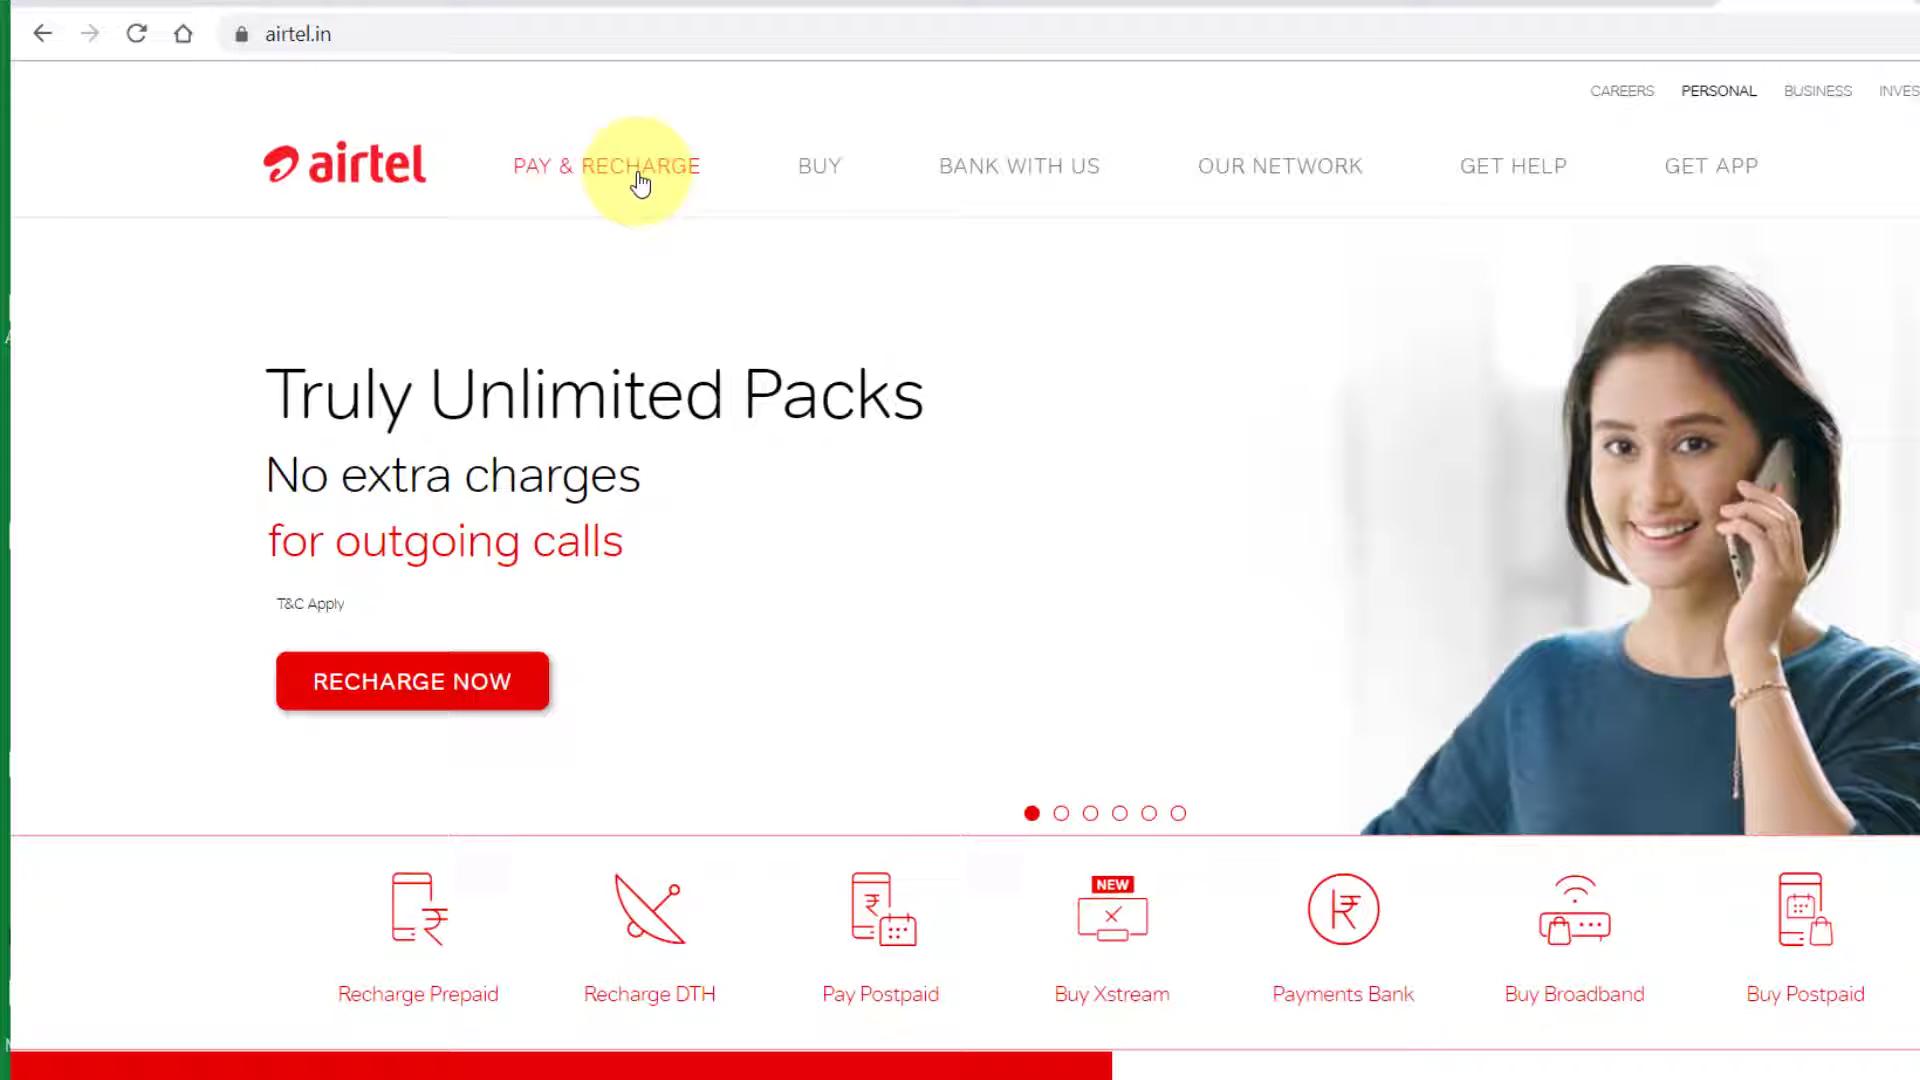 airtel.in
CAREERS PERSONAL BUSINESS INVES
airtel PAY & RECHARGE BUY BANK WITH US OUR NETWORK GET HELP GET APP
Truly Unlimited Packs
No extra charges
for outgoing calls
T&C Apply
RECHARGE NOW
NEW
Recharge Prepaid Recharge DTH Pay Postpaid Buy Xstream Payments Bank Buy Broadband Buy Postpaid